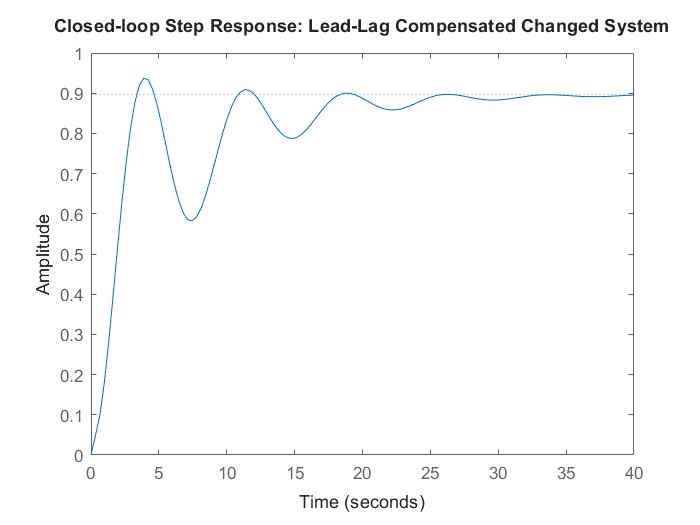 Closed-loop Step Response: Lead-Lag Compensated Changed System
1
0.9
0.8
0.7
0.6
0.5
0.4
0.3
0.2
0.1
0
Amplitude
0 5 10 15 20 25 30 35 40
Time (seconds)